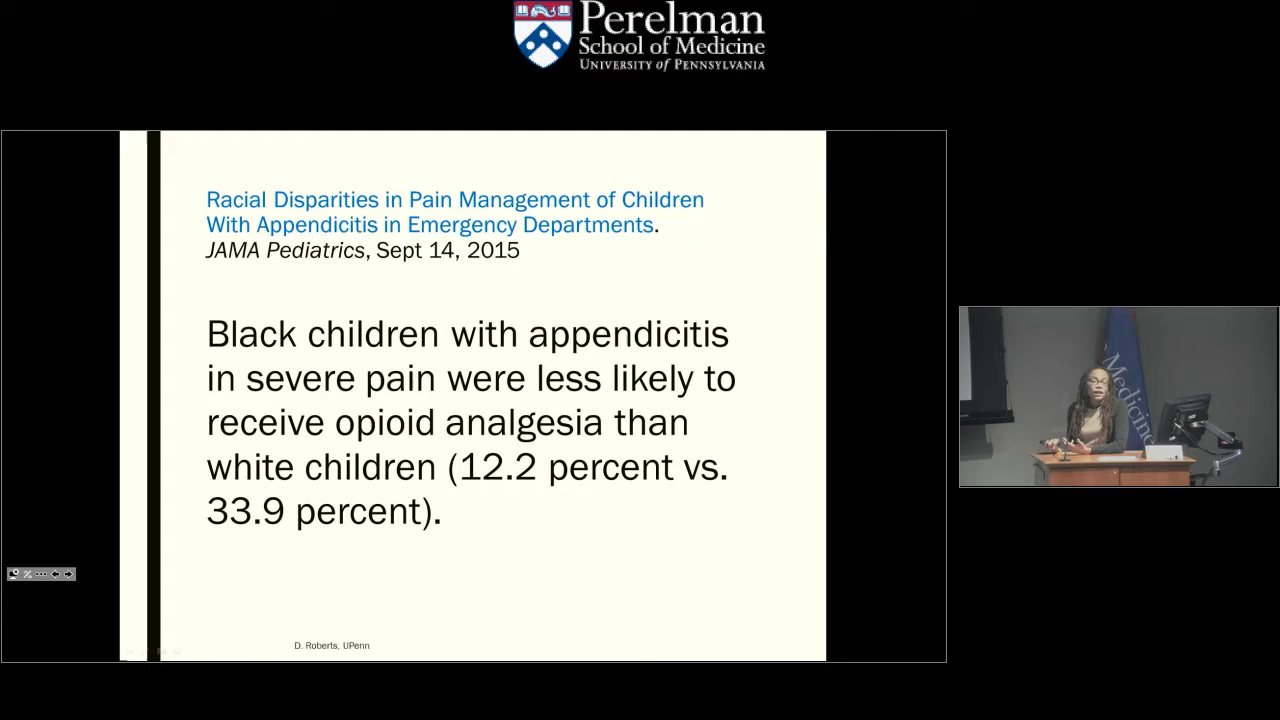 Perelman
School of Medicine
UNIVERSITY of PENNSYLVANIA
Racial Disparities in Pain Management of Children
With Appendicitis in Emergency Departments.
JAMA Pediatrics, Sept 14, 2015
Black children with appendicitis
in severe pain were less likely to
receive opioid analgesia than
white children (12.2 percent vs.
33.9 percent).
D. Roberts, UPenn
Medicine